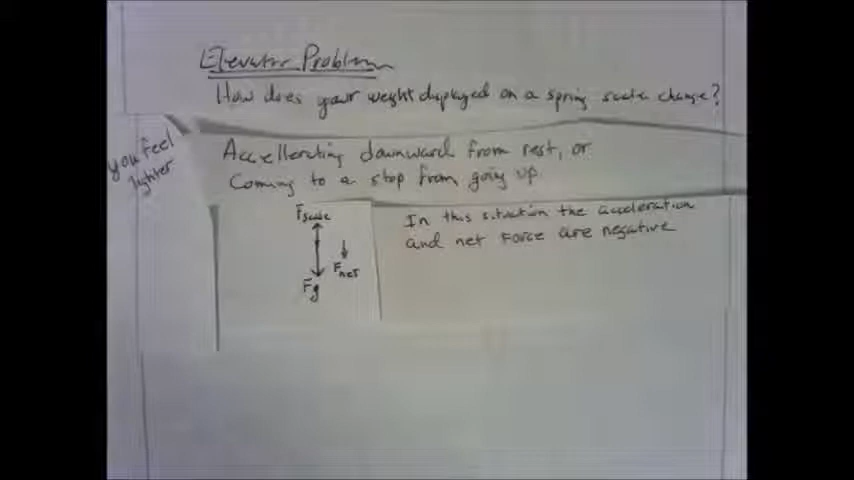 Elevator Problem
How does your weight displayed on a spring scale change?
you feel
lighter
Accellerating downward from rest, or
Coming to a stop from going up.
Fscale
Fnet
Fg
In this situation the acceleration
and net force are negative